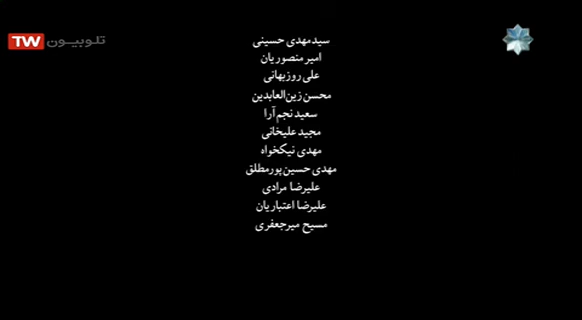 TW تلوبیون
سیدمهدی حسینی
امیر منصوریان
علی روزبهانی
محسن زین‌العابدین
سعید نجم آرا
مجید علیخانی
مهدی نیکخواه
مهدی حسین‌پورمطلق
علیرضا مرادی
علیرضا اعتباریان
مسیح میرجعفری